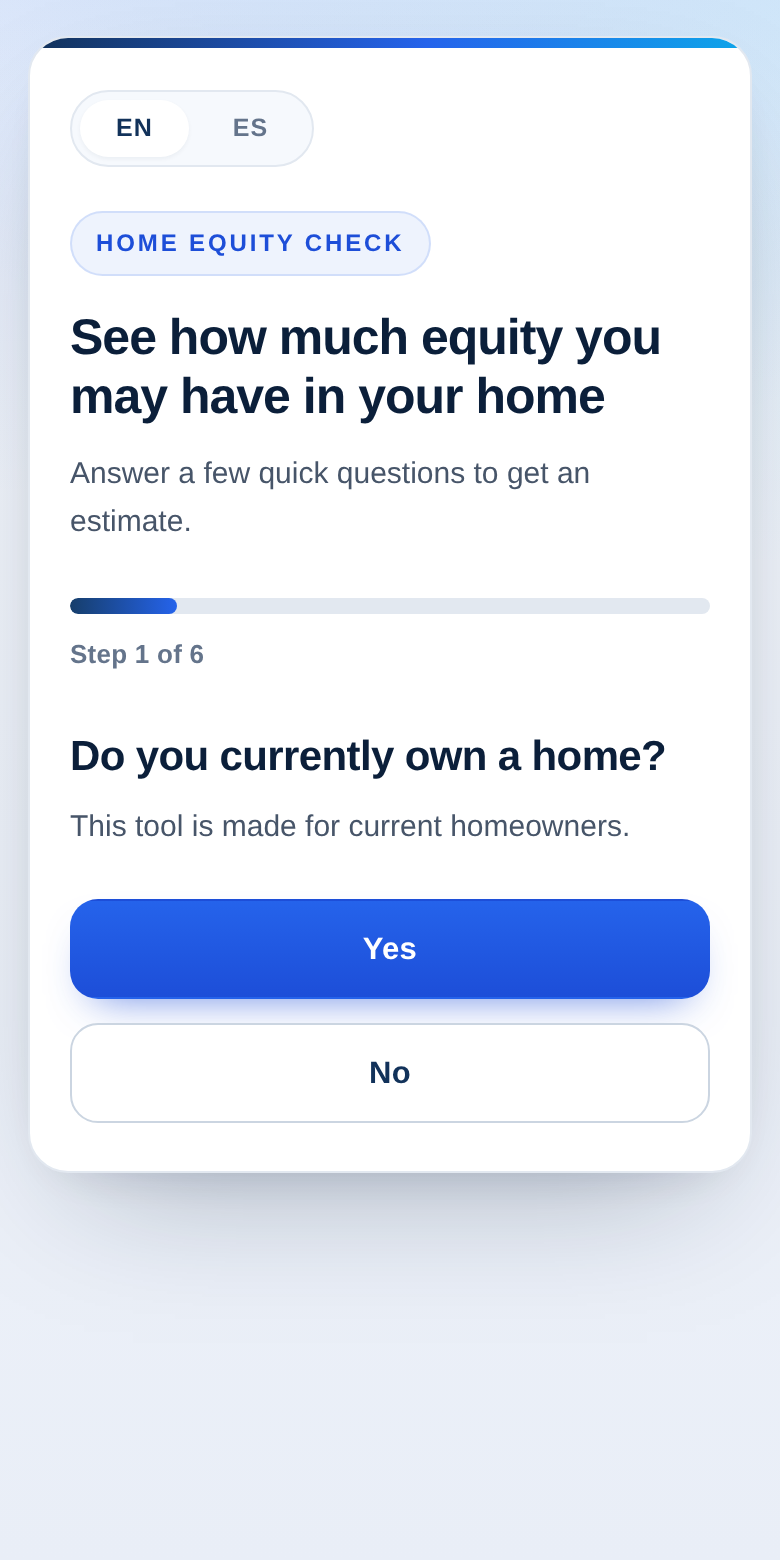 EN ES
HOME EQUITY CHECK
See how much equity you
may have in your home
Answer a few quick questions to get an
estimate.
Step 1 of 6
Do you currently own a home?
This tool is made for current homeowners.
Yes
No